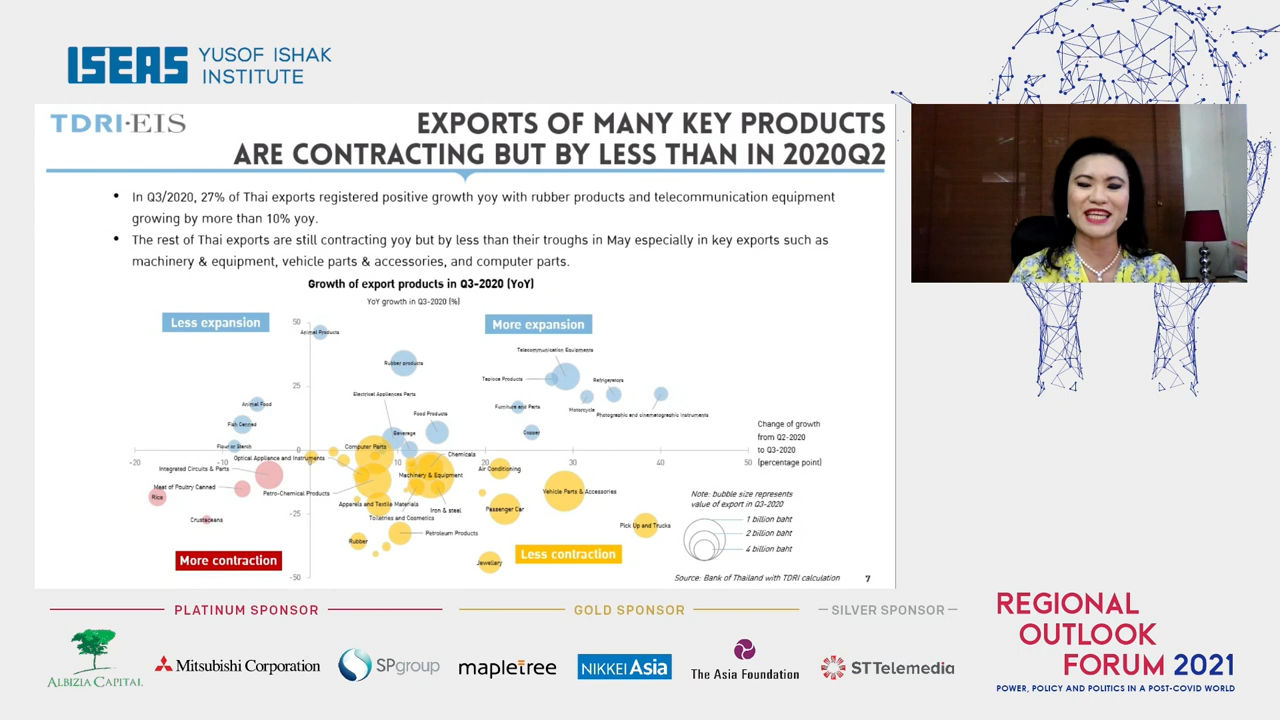 ISEAS YUSOF ISHAK
INSTITUTE
TDRI·EIS
EXPORTS OF MANY KEY PRODUCTS
ARE CONTRACTING BUT BY LESS THAN IN 2020Q2
• In Q3/2020, 27% of Thai exports registered positive growth yoy with rubber products and telecommunication equipment
growing by more than 10% yoy.
• The rest of Thai exports are still contracting yoy but by less than their troughs in May especially in key exports such as
machinery & equipment, vehicle parts & accessories, and computer parts.
Growth of export products in Q3-2020 (YoY)
YoY growth in Q3-2020 (%)
Less expansion
50
More expansion
Animal Products
Telecommunication Equipments
Rubber products
Tapioca Products
Refrigerators
25
Electrical Appliances Parts
Animal Food
Furniture and Parts
Motorcycle
Photographic and cinematographic instruments
Food Products
Fish Canned
Beverage
Copper
Change of growth
from Q2-2020
to Q3-2020
(percentage point)
Flour or Starch
Computer Parts
0
-20
-10
0
10
20
30
40
50
Optical Appliance and Instruments
Chemicals
Integrated Circuits & Parts
Machinery & Equipment
Air Conditioning
Meat of Poultry Canned
Petro-Chemical Products
Vehicle Parts & Accessories
Rice
Apparels and Textile Materials
Iron & steel
Passenger Car
Crustaceans
-25
Toiletries and Cosmetics
Pick Up and Trucks
Petroleum Products
Rubber
Jewellery
More contraction
Less contraction
-50
Note: bubble size represents
value of export in Q3-2020
1 billion baht
2 billion baht
4 billion baht
Source: Bank of Thailand with TDRI calculation
7
PLATINUM SPONSOR
GOLD SPONSOR
SILVER SPONSOR
ALBIZIA CAPITAL
Mitsubishi Corporation
SPgroup
mapletree
NIKKEI Asia
The Asia Foundation
STTelemedia
REGIONAL
OUTLOOK
FORUM 2021
POWER, POLICY AND POLITICS IN A POST-COVID WORLD